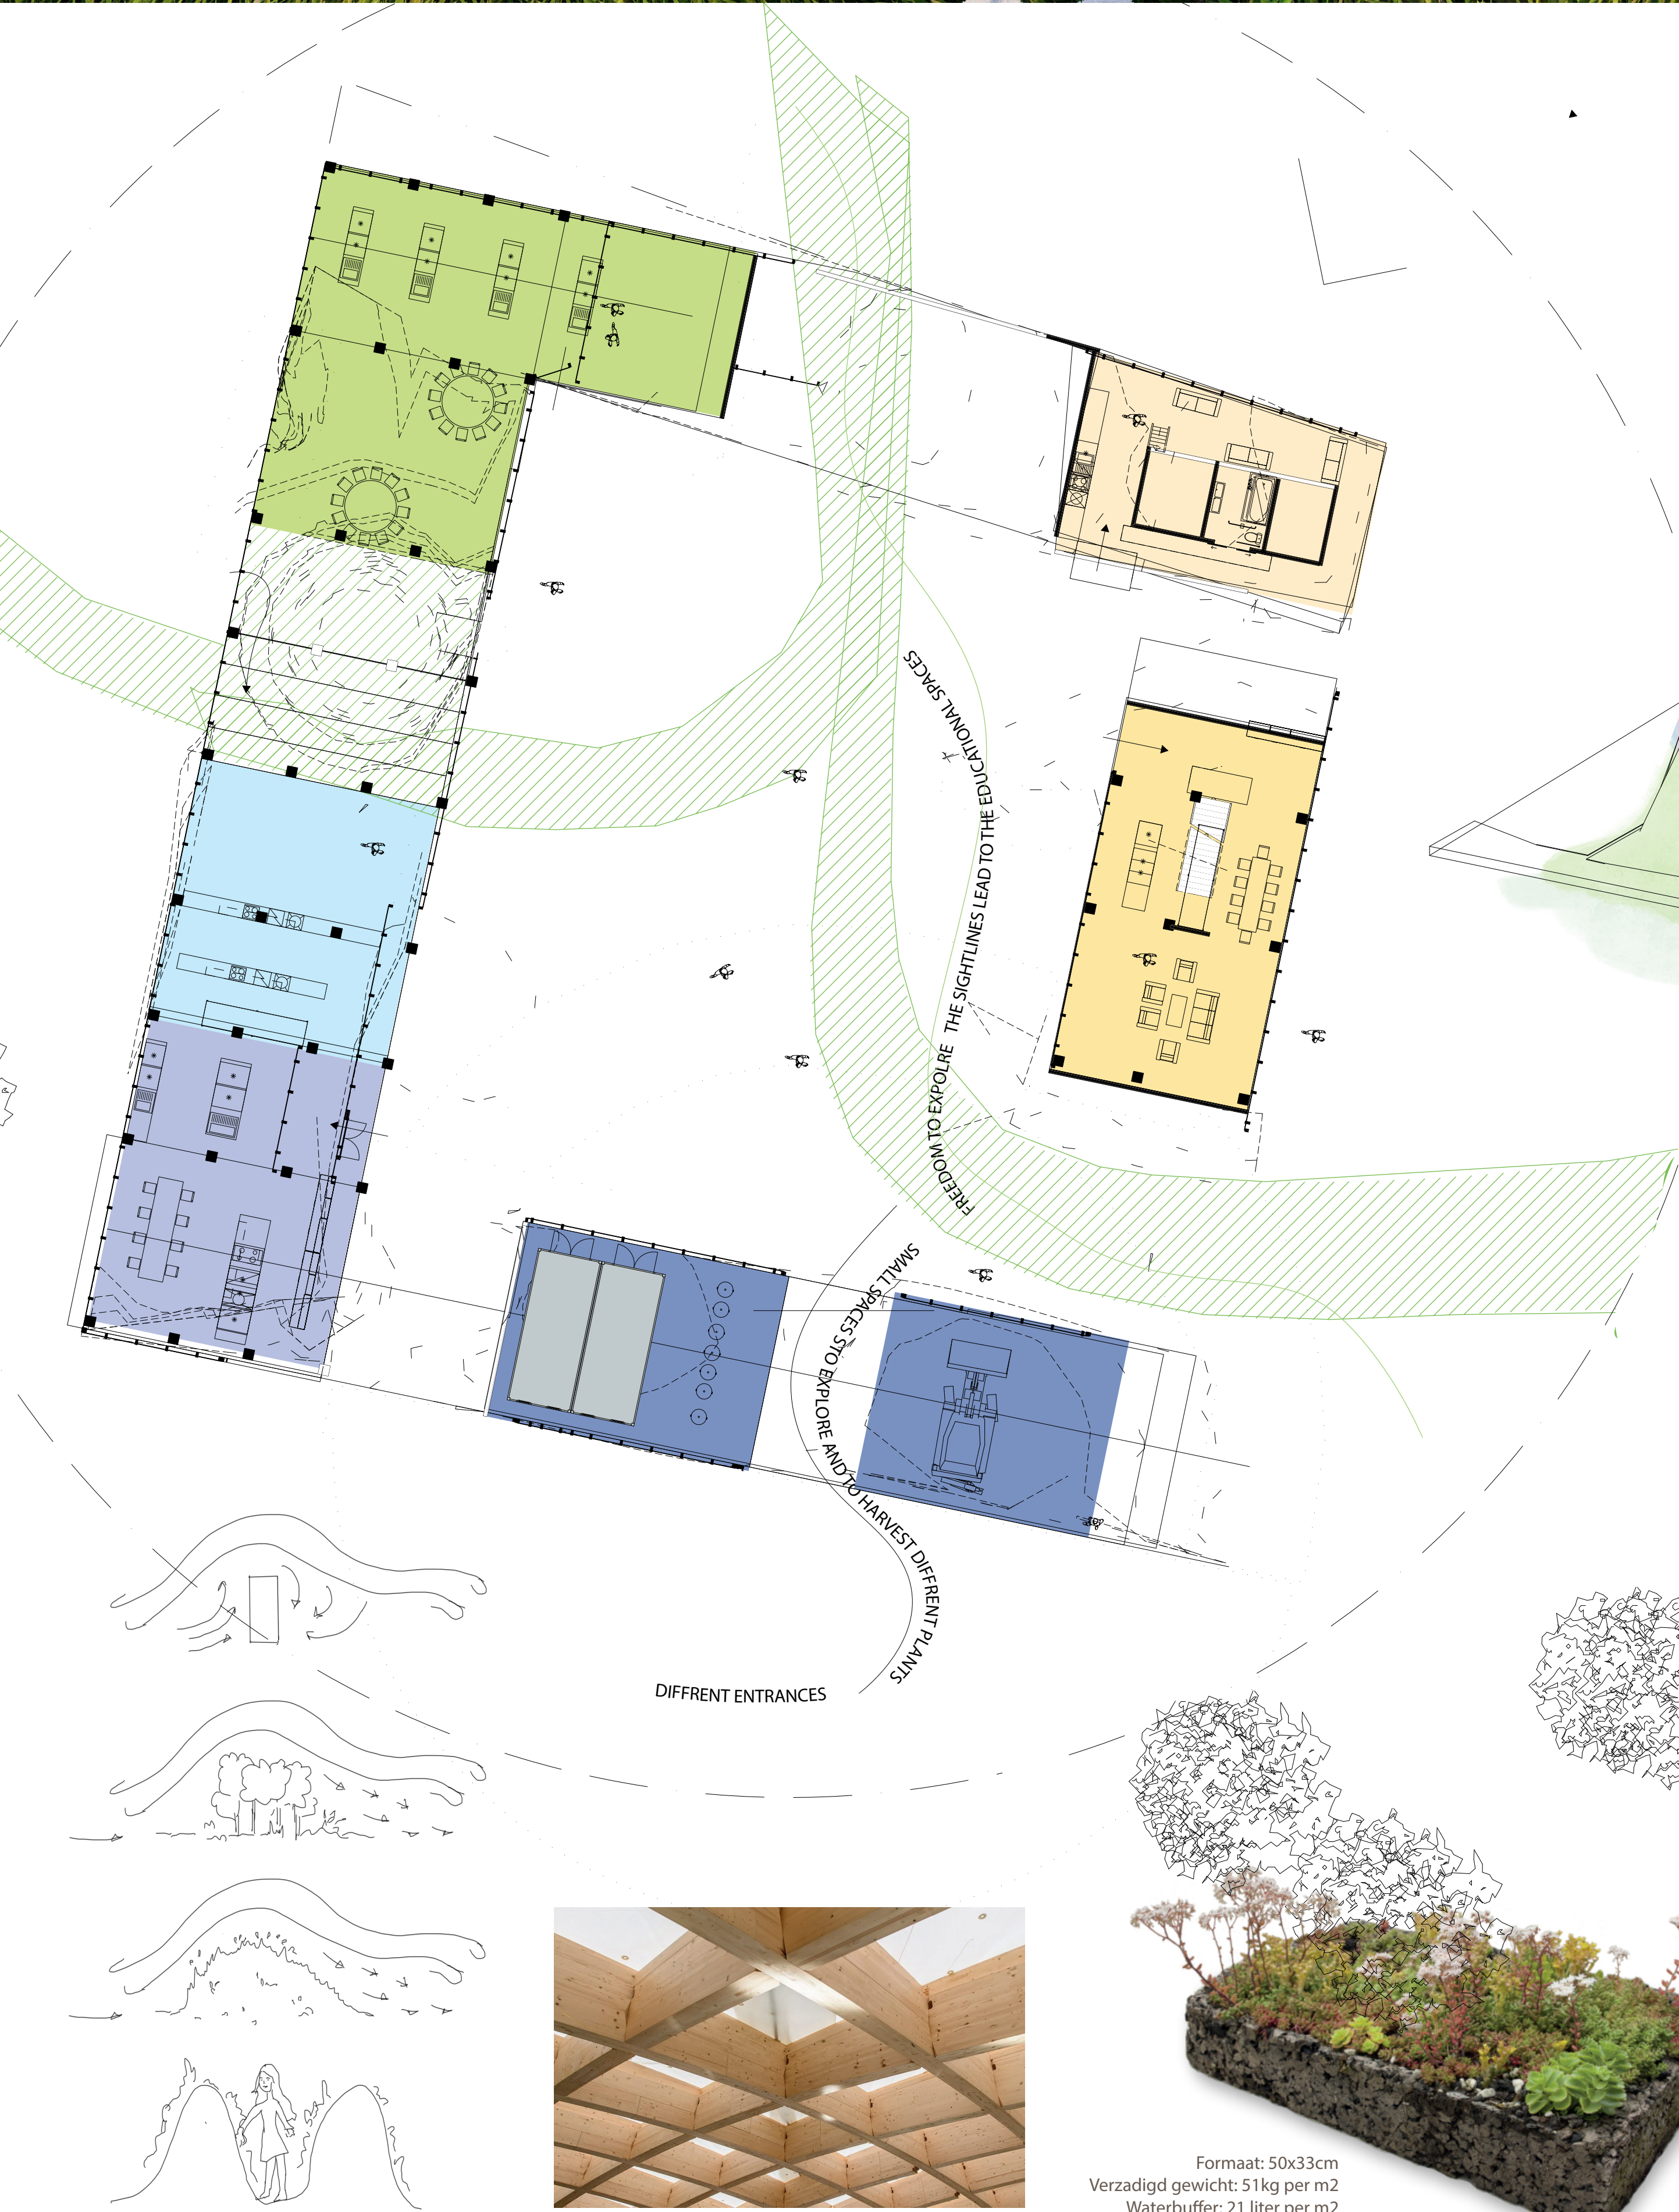 FREEDOM TO EXPOLRE THE SIGHTLINES LEAD TO THE EDUCATIONAL SPACES
SMALL SPACES STO EXPLORE AND TO HARVEST DIFFRENT PLANTS
DIFFRENT ENTRANCES
Formaat: 50x33cm
Verzadigd gewicht: 51kg per m2
Waterbuffer: 21 liter per m2